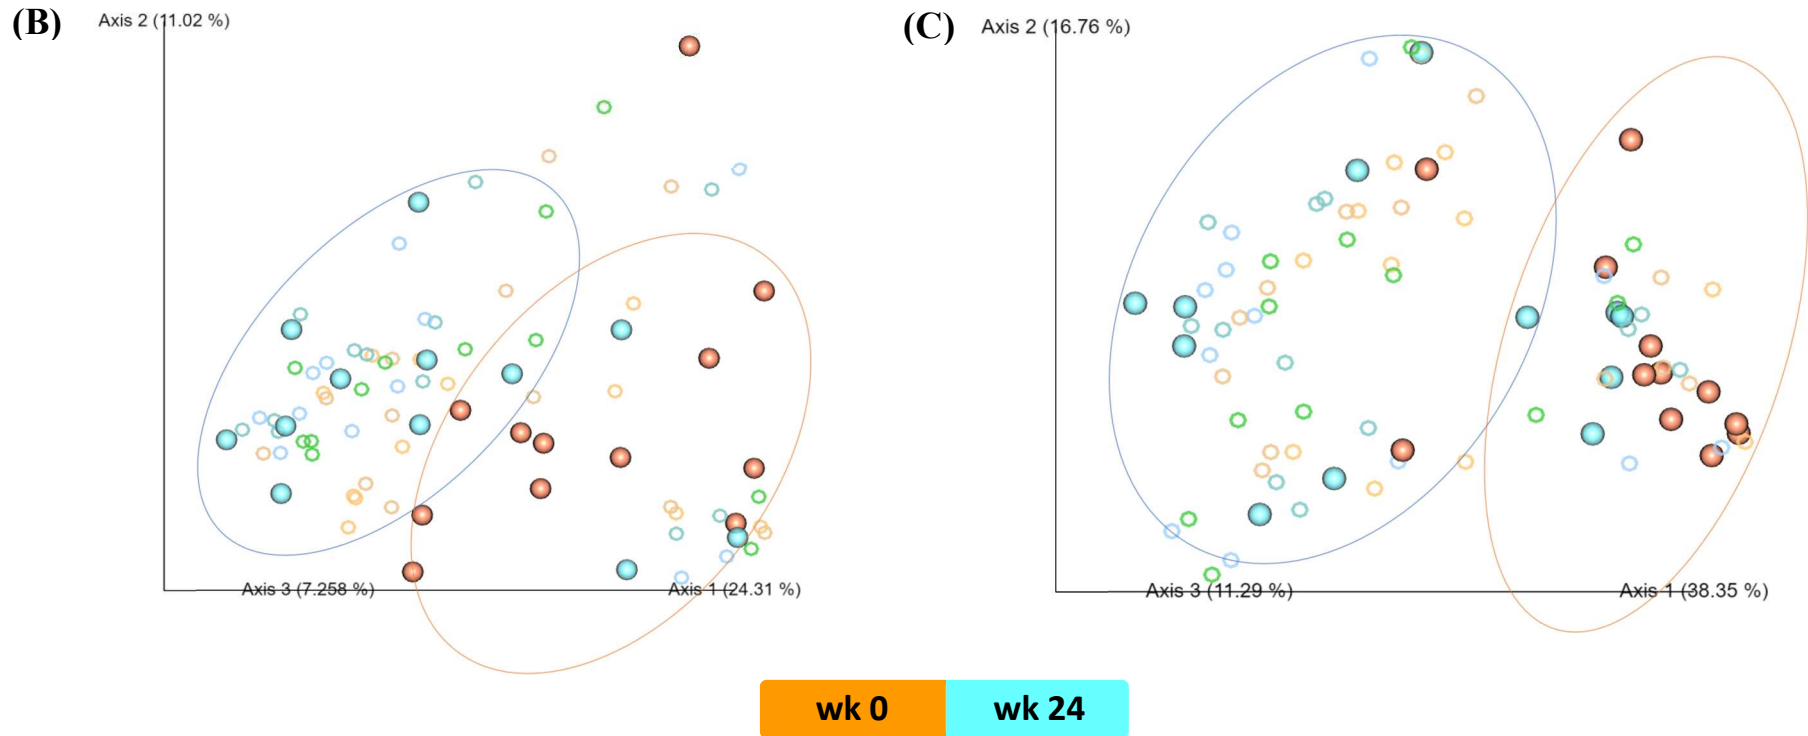 (B)
Axis 2 (11.02 %)
Axis 3 (7.258 %)
Axis 1 (24.31 %)
(C)
Axis 2 (16.76 %)
Axis 3 (11.29 %)
Axis 1 (38.35 %)
wk 0
wk 24